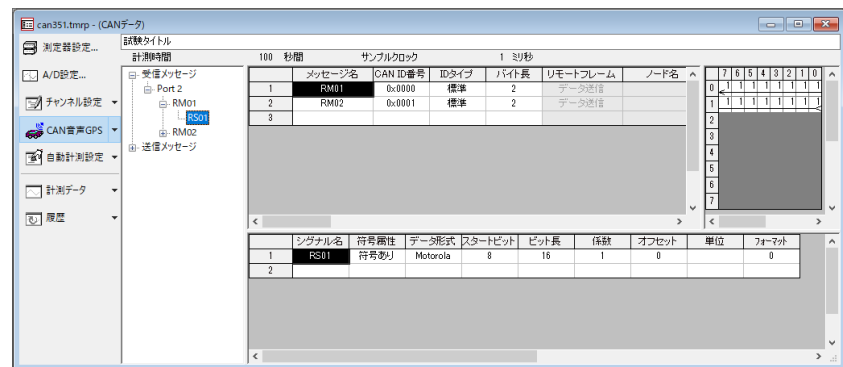 can351.tmrp - (CANデータ)
測定器設定...
A/D設定...
チャンネル設定
CAN音声GPS
自動計測設定
計測データ
履歴
試験タイトル
計測時間 100 秒間 サンプルクロック 1 ミリ秒
受信メッセージ
Port 2
RM01
RS01
RM02
送信メッセージ
メッセージ名 CAN ID番号 IDタイプ バイト長 リモートフレーム ノード名
1 RM01 0x0000 標準 2 データ送信
2 RM02 0x0001 標準 2 データ送信
3
7 6 5 4 3 2 1 0
0 1 1 1 1 1 1 1 1
1 1 1 1 1 1 1 1 1
2
3
4
5
6
7
シグナル名 符号属性 データ形式 スタートビット ビット長 係数 オフセット 単位 フォーマット
1 RS01 符号あり Motorola 8 16 1 0 0
2